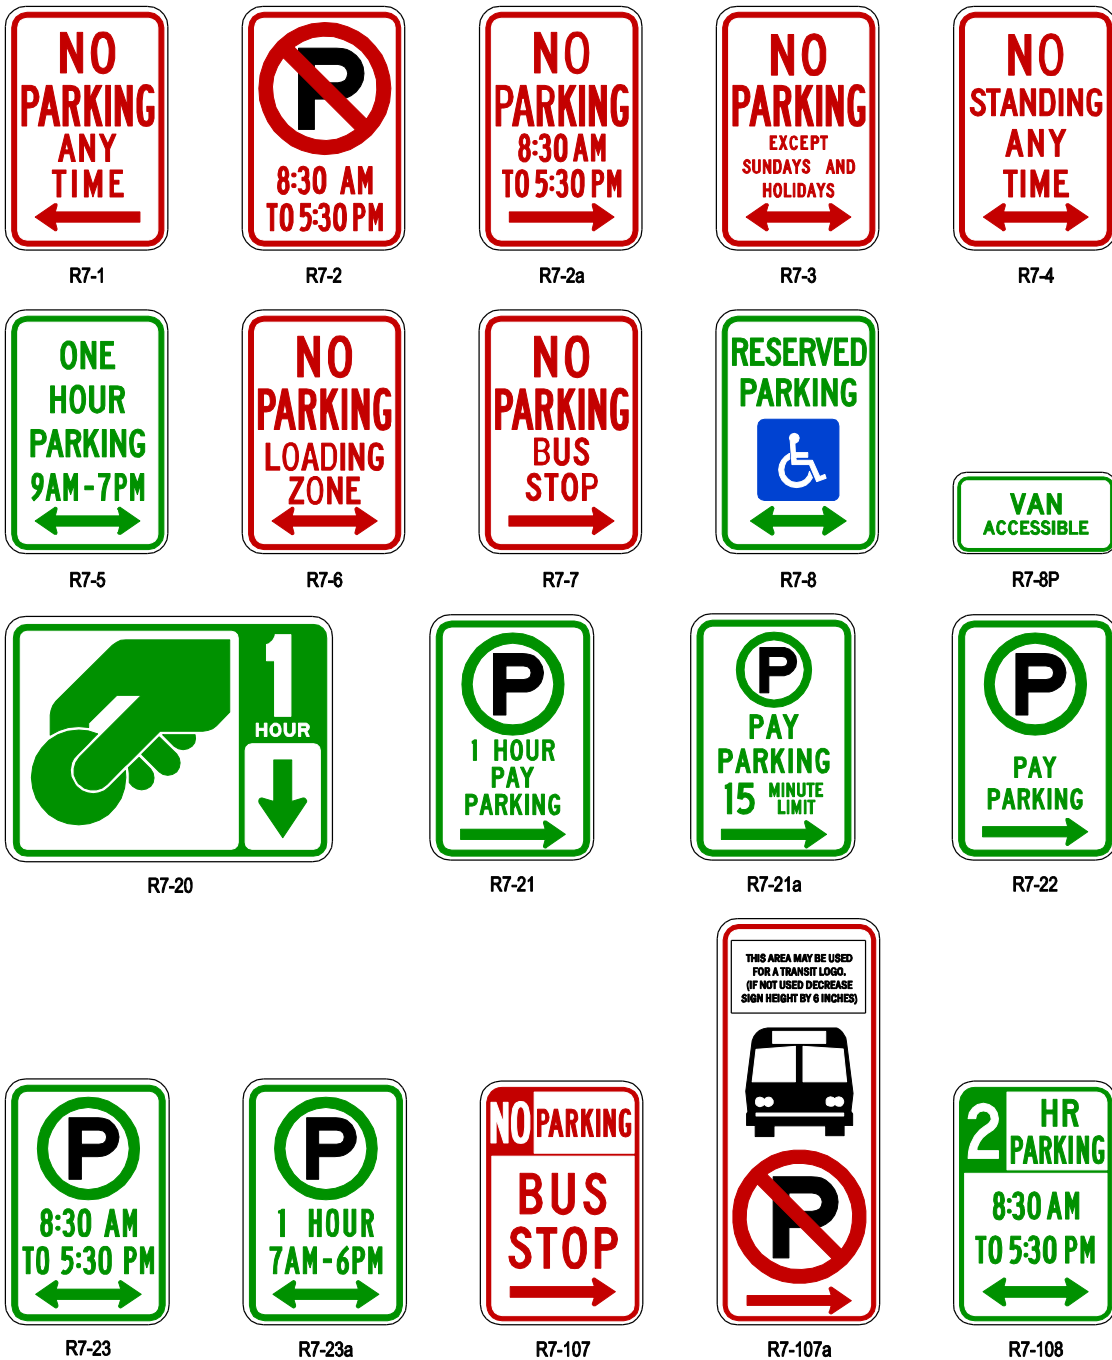 NO
PARKING
ANY
TIME
R7-1
P
8:30 AM
TO 5:30 PM
R7-2
NO
PARKING
8:30 AM
TO 5:30 PM
R7-2a
NO
PARKING
EXCEPT
SUNDAYS AND
HOLIDAYS
R7-3
NO
STANDING
ANY
TIME
R7-4
ONE
HOUR
PARKING
9AM-7PM
R7-5
NO
PARKING
LOADING
ZONE
R7-6
NO
PARKING
BUS
STOP
R7-7
RESERVED
PARKING
R7-8
VAN
ACCESSIBLE
R7-8P
1
HOUR
R7-20
P
1 HOUR
PAY
PARKING
R7-21
P
PAY
PARKING
15 MINUTE
LIMIT
R7-21a
P
PAY
PARKING
R7-22
P
8:30 AM
TO 5:30 PM
R7-23
P
1 HOUR
7AM-6PM
R7-23a
NO PARKING
BUS
STOP
R7-107
THIS AREA MAY BE USED
FOR A TRANSIT LOGO.
(IF NOT USED DECREASE
SIGN HEIGHT BY 6 INCHES)
P
R7-107a
2 HR
PARKING
8:30 AM
TO 5:30 PM
R7-108